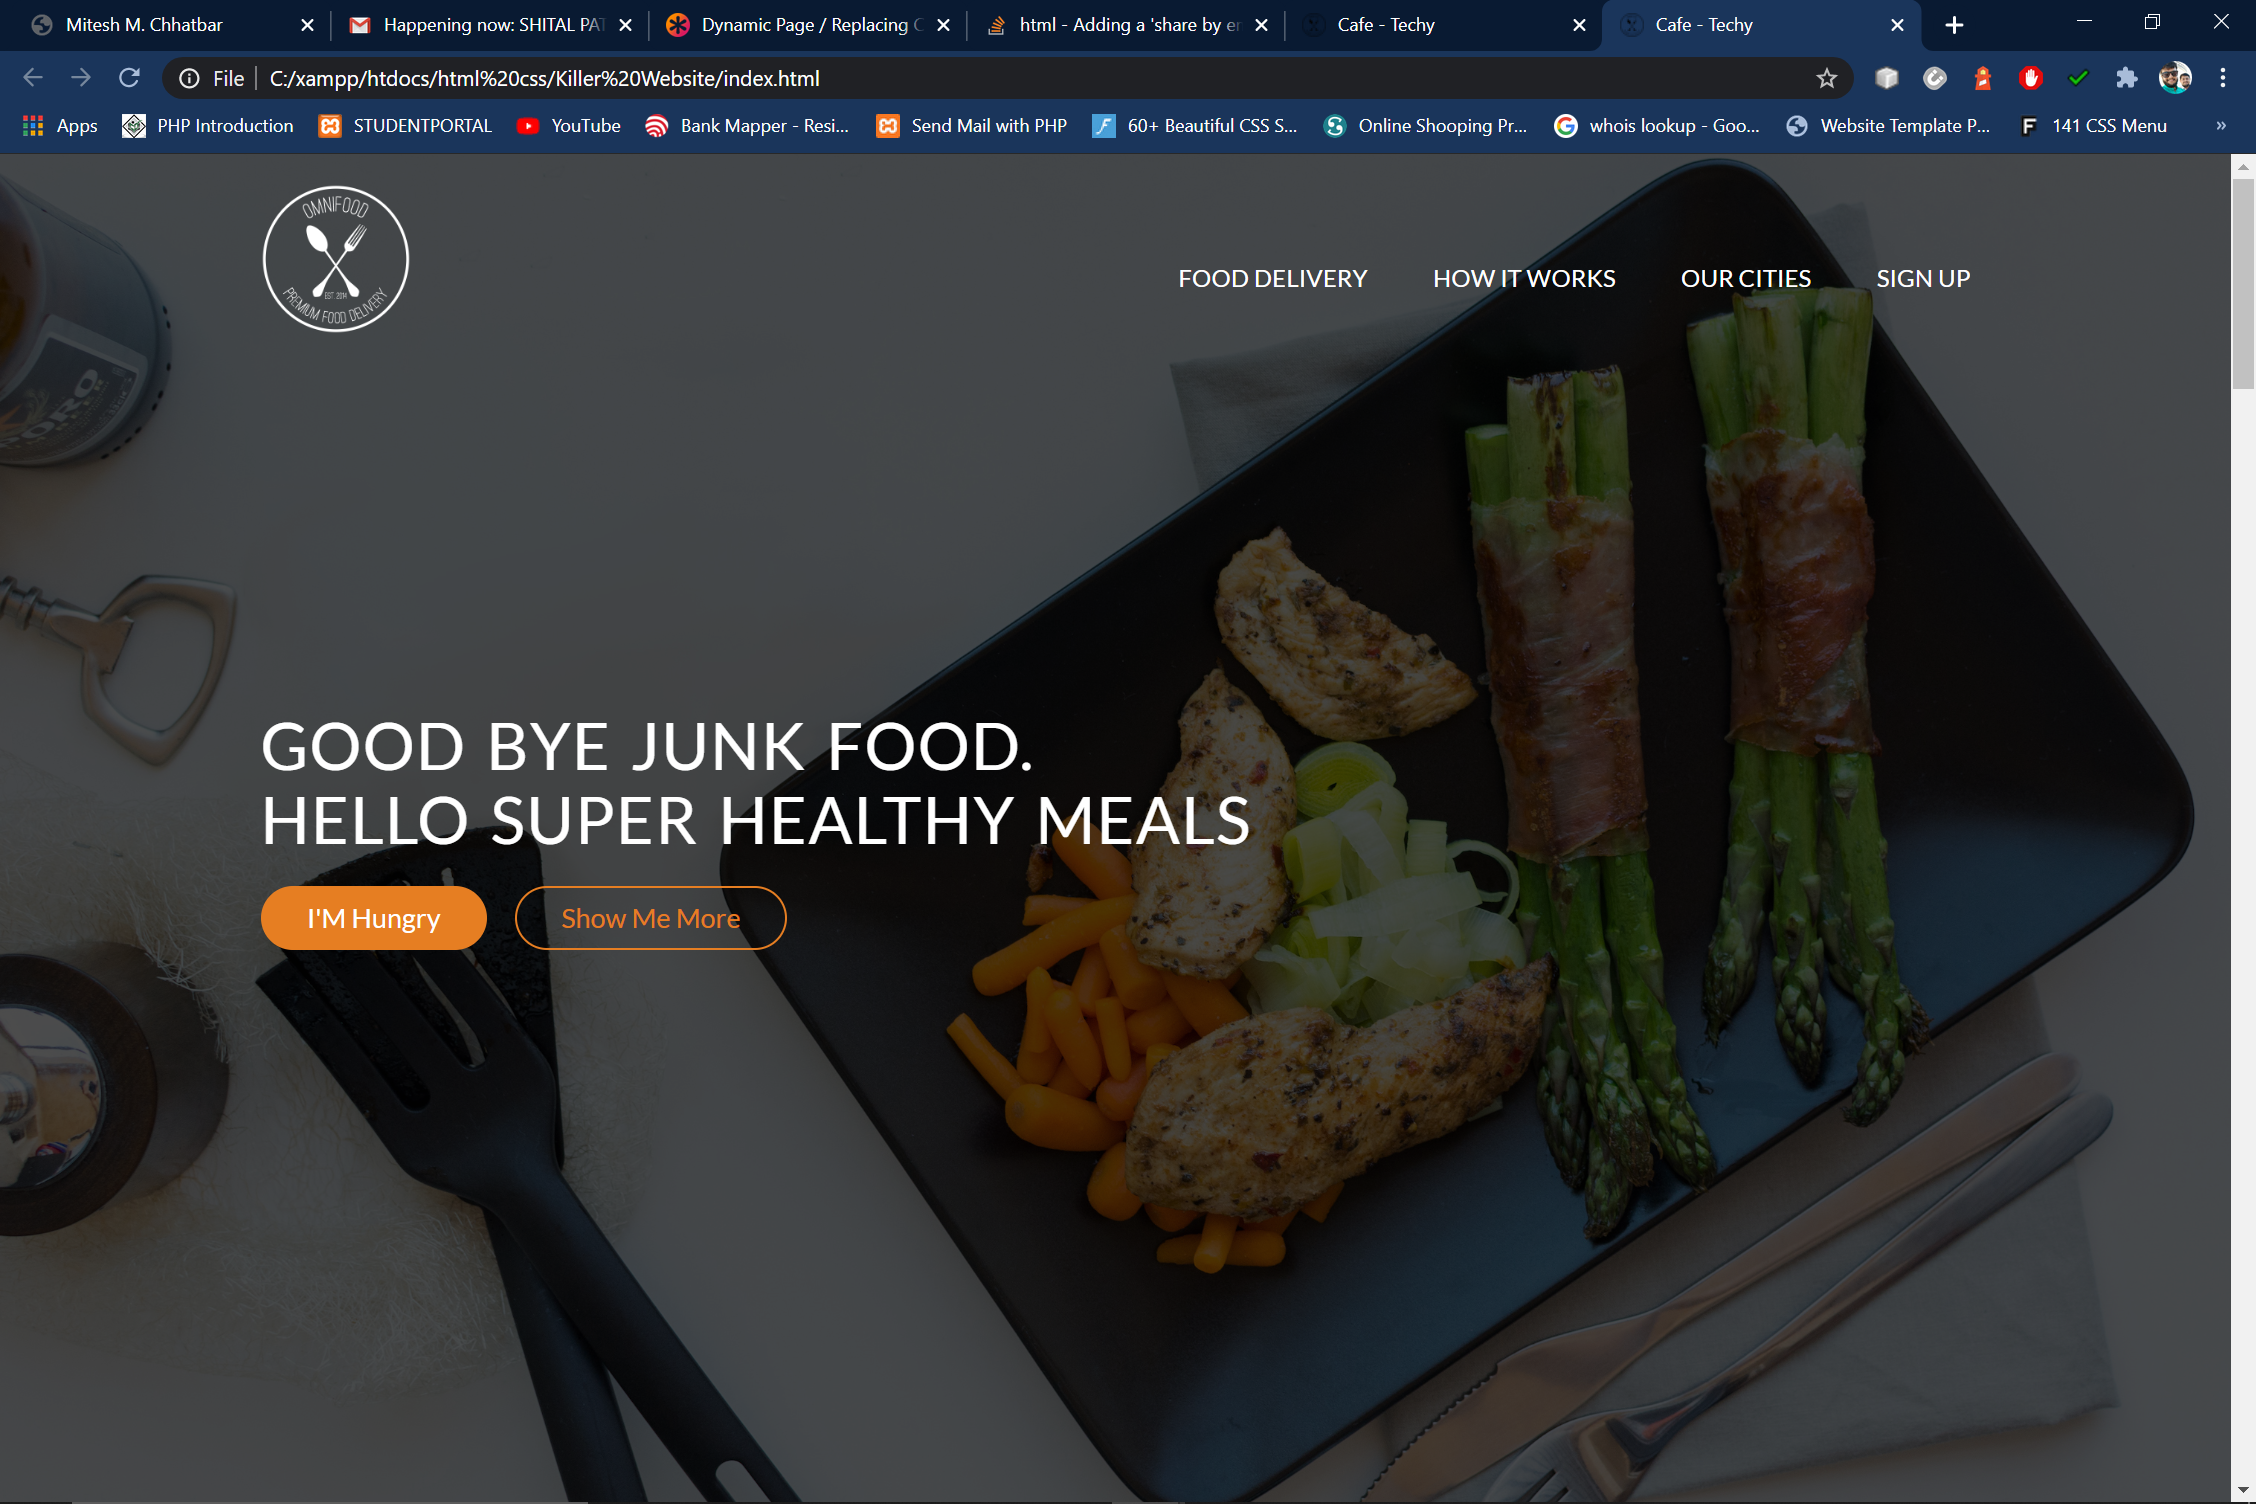 Mitesh M. Chhatbar
Happening now: SHITAL PAT
Dynamic Page / Replacing C
html - Adding a 'share by em
Cafe - Techy
Cafe - Techy
File
C:/xampp/htdocs/html%20css/Killer%20Website/index.html
Apps
PHP Introduction
STUDENTPORTAL
YouTube
Bank Mapper - Resi...
Send Mail with PHP
60+ Beautiful CSS S...
Online Shooping Pr...
whois lookup - Goo...
Website Template P...
141 CSS Menu
»
OMNIFOOD
EST. 2014
PREMIUM FOOD DELIVERY
FOOD DELIVERY
HOW IT WORKS
OUR CITIES
SIGN UP
GOOD BYE JUNK FOOD.
HELLO SUPER HEALTHY MEALS
I'M Hungry
Show Me More